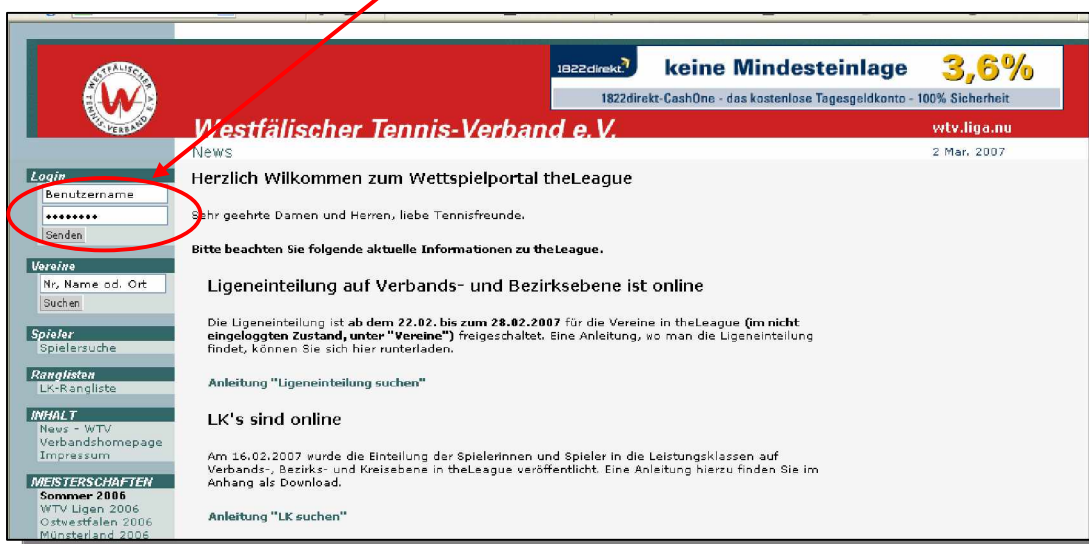 WESTFÄLISCHER TENNIS-VERBAND E.V.
1822direkt
keine Mindesteinlage
3,6%
1822direkt-CashOne - das kostenlose Tagesgeldkonto - 100% Sicherheit
Westfälischer Tennis-Verband e.V.
wtv.liga.nu
News
2 Mar. 2007
Login
Benutzername
••••••••
Senden
Vereine
Nr, Name od. Ort
Suchen
Spieler
Spielersuche
Ranglisten
LK-Rangliste
INHALT
News - WTV
Verbandshomepage
Impressum
MEISTERSCHAFTEN
Sommer 2006
WTV Ligen 2006
Ostwestfalen 2006
Münsterland 2006
Herzlich Wilkommen zum Wettspielportal theLeague
Sehr geehrte Damen und Herren, liebe Tennisfreunde.
Bitte beachten Sie folgende aktuelle Informationen zu theLeague.
Ligeneinteilung auf Verbands- und Bezirksebene ist online
Die Ligeneinteilung ist ab dem 22.02. bis zum 28.02.2007 für die Vereine in theLeague (im nicht
eingeloggten Zustand, unter "Vereine") freigeschaltet. Eine Anleitung, wo man die Ligeneinteilung
findet, können Sie sich hier runterladen.
Anleitung "Ligeneinteilung suchen"
LK's sind online
Am 16.02.2007 wurde die Einteilung der Spielerinnen und Spieler in die Leistungsklassen auf
Verbands-, Bezirks- und Kreisebene in theLeague veröffentlicht. Eine Anleitung hierzu finden Sie im
Anhang als Download.
Anleitung "LK suchen"